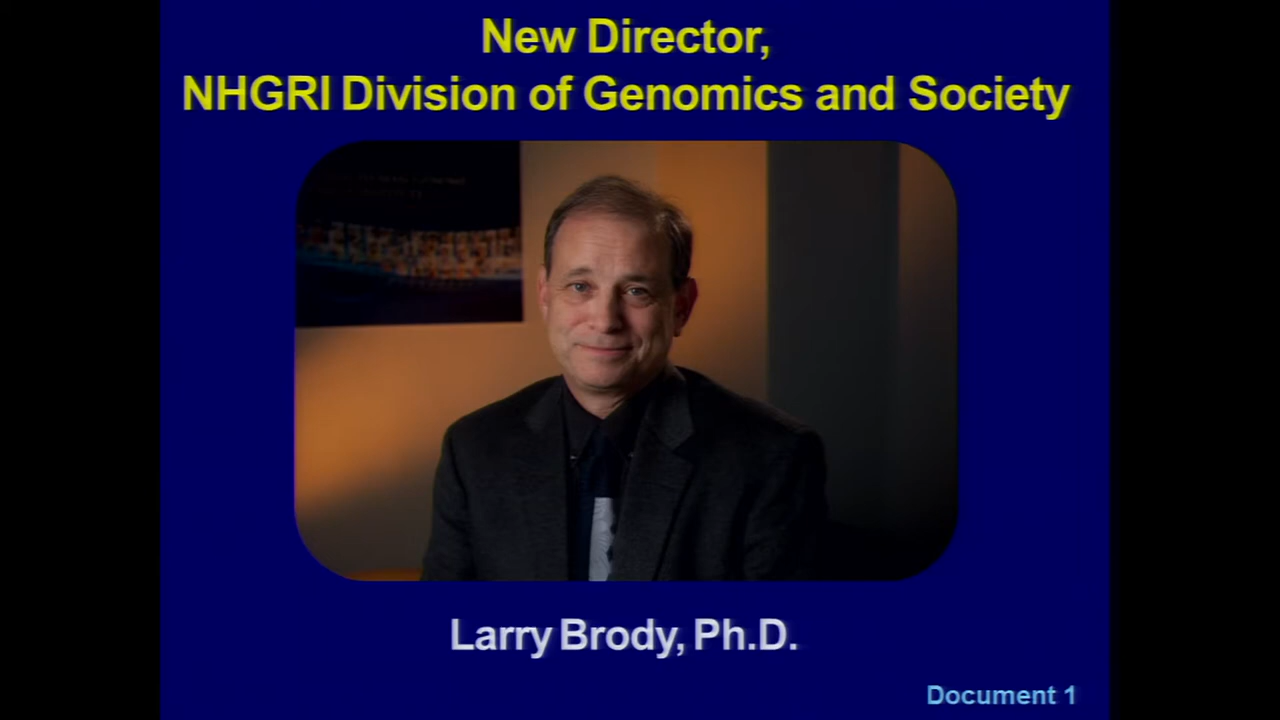 New Director,
NHGRI Division of Genomics and Society
Larry Brody, Ph.D.
Document 1